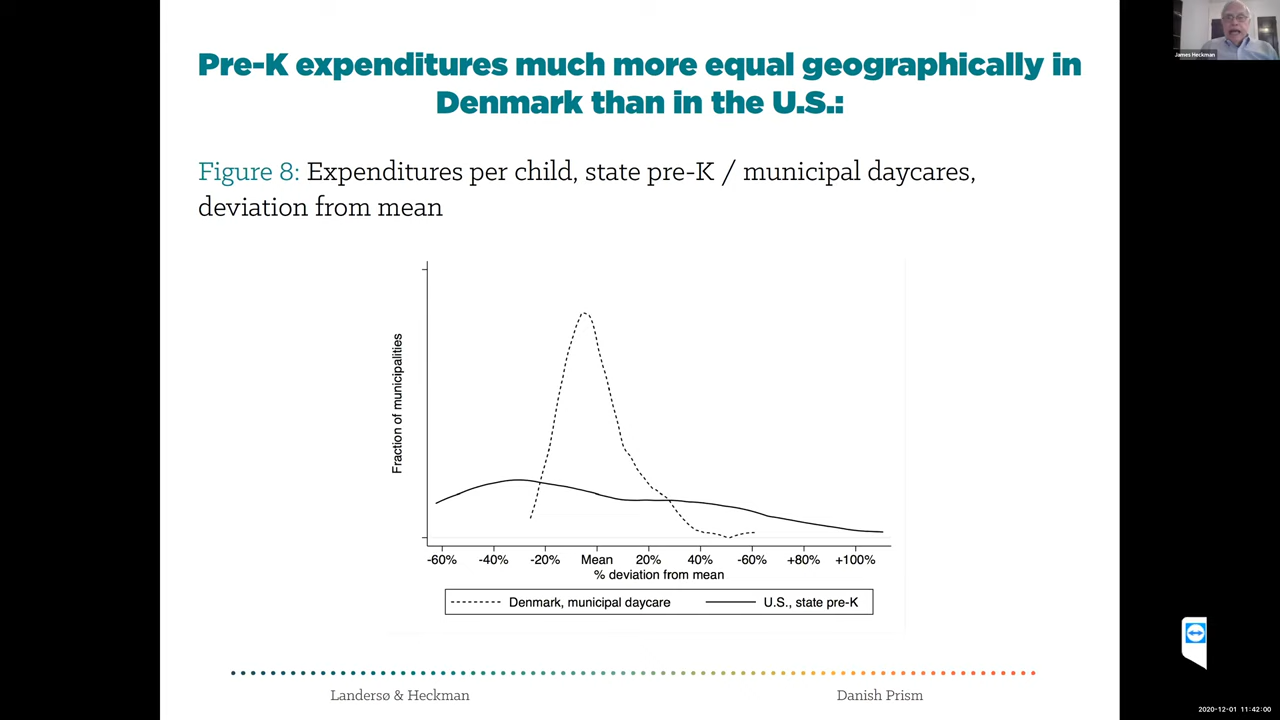 James Heckman
Pre-K expenditures much more equal geographically in
Denmark than in the U.S.:
Figure 8: Expenditures per child, state pre-K / municipal daycares,
deviation from mean
Fraction of municipalities
-60% -40% -20% Mean 20% 40% -60% +80% +100%
% deviation from mean
Denmark, municipal daycare U.S., state pre-K
Landersø & Heckman Danish Prism
2020-12-01 11:42:00